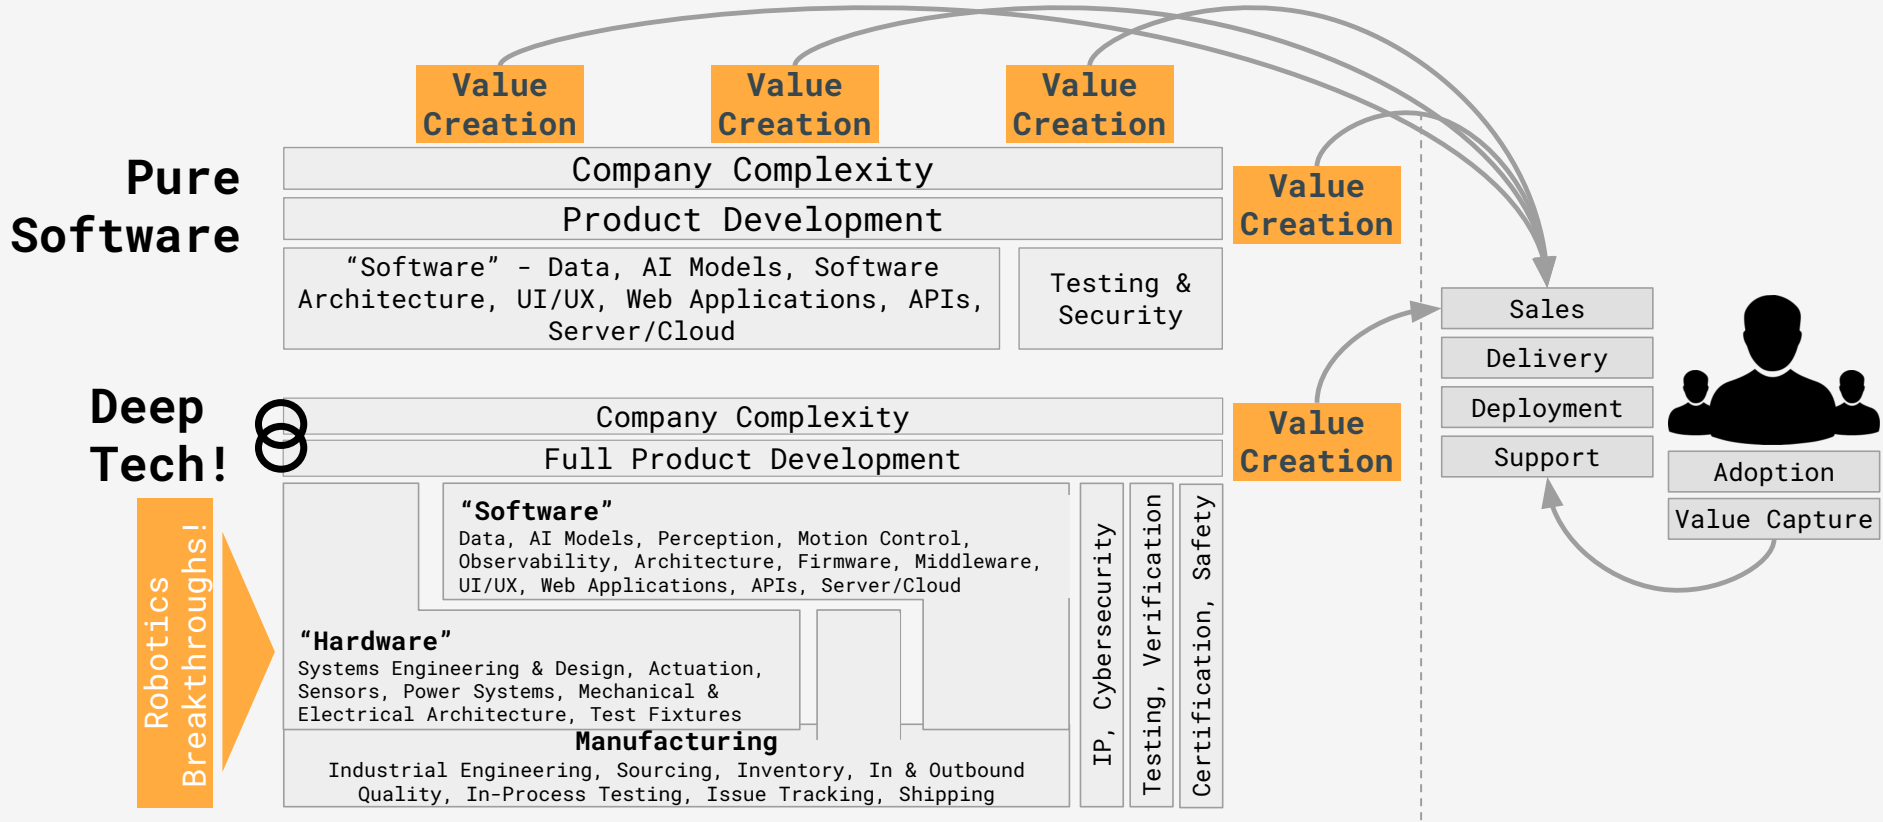 Value
Creation
Value
Creation
Value
Creation
Value
Creation
Pure
Software
Company Complexity
Product Development
“Software” - Data, AI Models, Software
Architecture, UI/UX, Web Applications, APIs,
Server/Cloud
Testing &
Security
Deep
Tech!
Company Complexity
Full Product Development
Value
Creation
Robotics
Breakthroughs!
“Software”
Data, AI Models, Perception, Motion Control,
Observability, Architecture, Firmware, Middleware,
UI/UX, Web Applications, APIs, Server/Cloud
“Hardware”
Systems Engineering & Design, Actuation,
Sensors, Power Systems, Mechanical &
Electrical Architecture, Test Fixtures
Manufacturing
Industrial Engineering, Sourcing, Inventory, In & Outbound
Quality, In-Process Testing, Issue Tracking, Shipping
IP, Cybersecurity
Testing, Verification
Certification, Safety
Sales
Delivery
Deployment
Support
Adoption
Value Capture